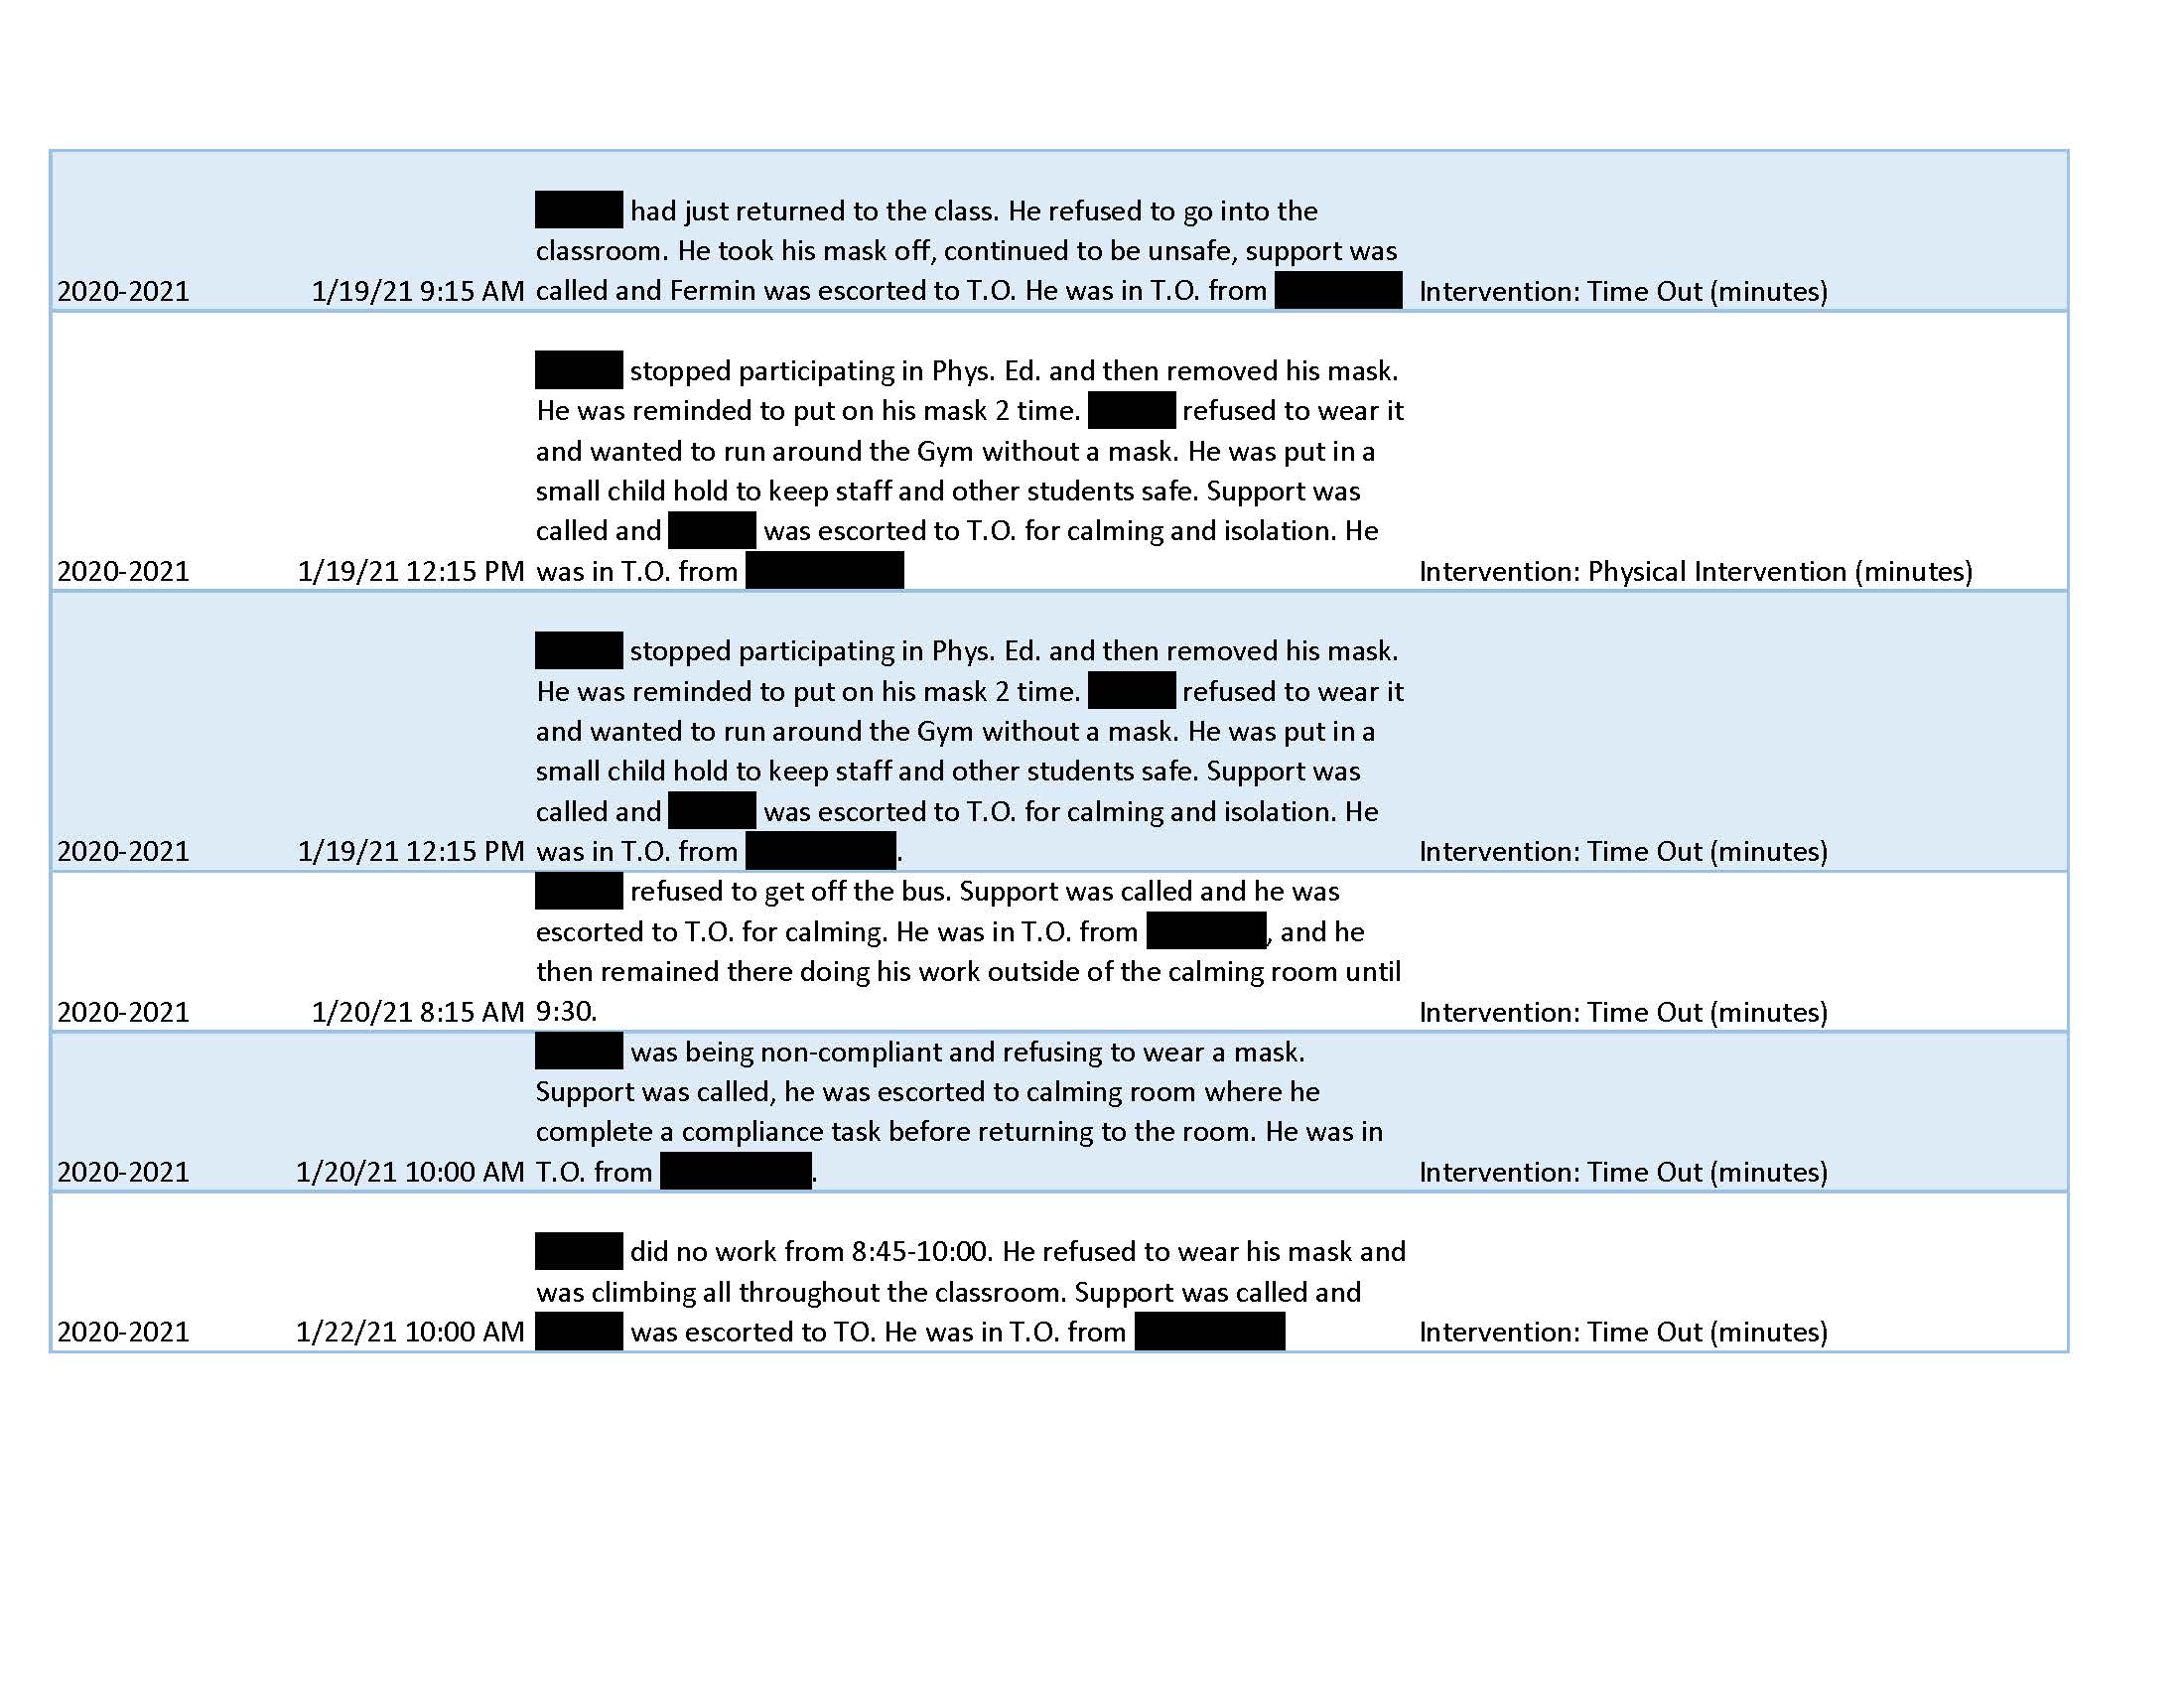 had just returned to the class. He refused to go into the
classroom. He took his mask off, continued to be unsafe, support was
2020-2021 1/19/21 9:15 AM called and Fermin was escorted to T.O. He was in T.O. from Intervention: Time Out (minutes)
stopped participating in Phys. Ed. and then removed his mask.
He was reminded to put on his mask 2 time. refused to wear it
and wanted to run around the Gym without a mask. He was put in a
small child hold to keep staff and other students safe. Support was
called and was escorted to T.O. for calming and isolation. He
2020-2021 1/19/21 12:15 PM was in T.O. from Intervention: Physical Intervention (minutes)
stopped participating in Phys. Ed. and then removed his mask.
He was reminded to put on his mask 2 time. refused to wear it
and wanted to run around the Gym without a mask. He was put in a
small child hold to keep staff and other students safe. Support was
called and was escorted to T.O. for calming and isolation. He
2020-2021 1/19/21 12:15 PM was in T.O. from . Intervention: Time Out (minutes)
refused to get off the bus. Support was called and he was
escorted to T.O. for calming. He was in T.O. from , and he
then remained there doing his work outside of the calming room until
2020-2021 1/20/21 8:15 AM 9:30. Intervention: Time Out (minutes)
was being non-compliant and refusing to wear a mask.
Support was called, he was escorted to calming room where he
complete a compliance task before returning to the room. He was in
2020-2021 1/20/21 10:00 AM T.O. from . Intervention: Time Out (minutes)
did no work from 8:45-10:00. He refused to wear his mask and
was climbing all throughout the classroom. Support was called and
2020-2021 1/22/21 10:00 AM was escorted to TO. He was in T.O. from Intervention: Time Out (minutes)